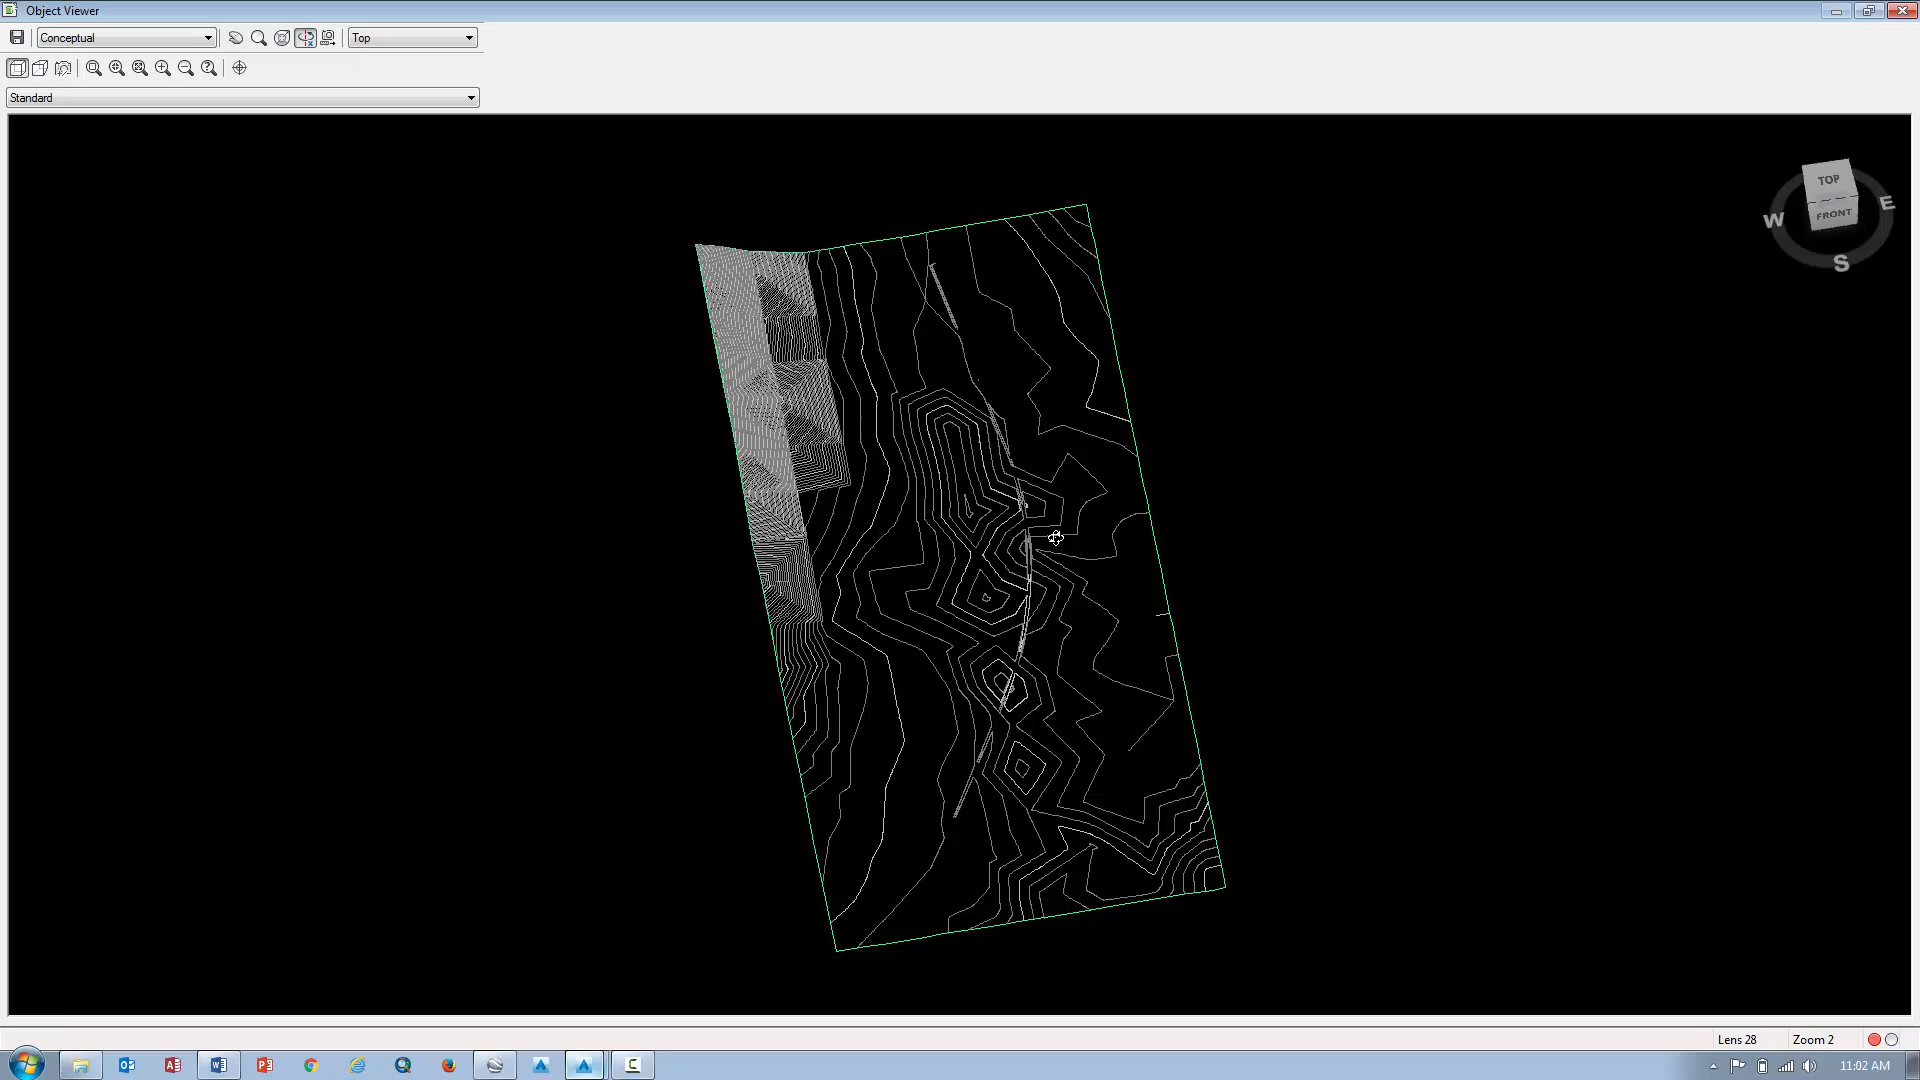 Object Viewer
Conceptual
Top
Standard
TOP
FRONT
W
E
S
Lens 28
Zoom 2
11:02 AM